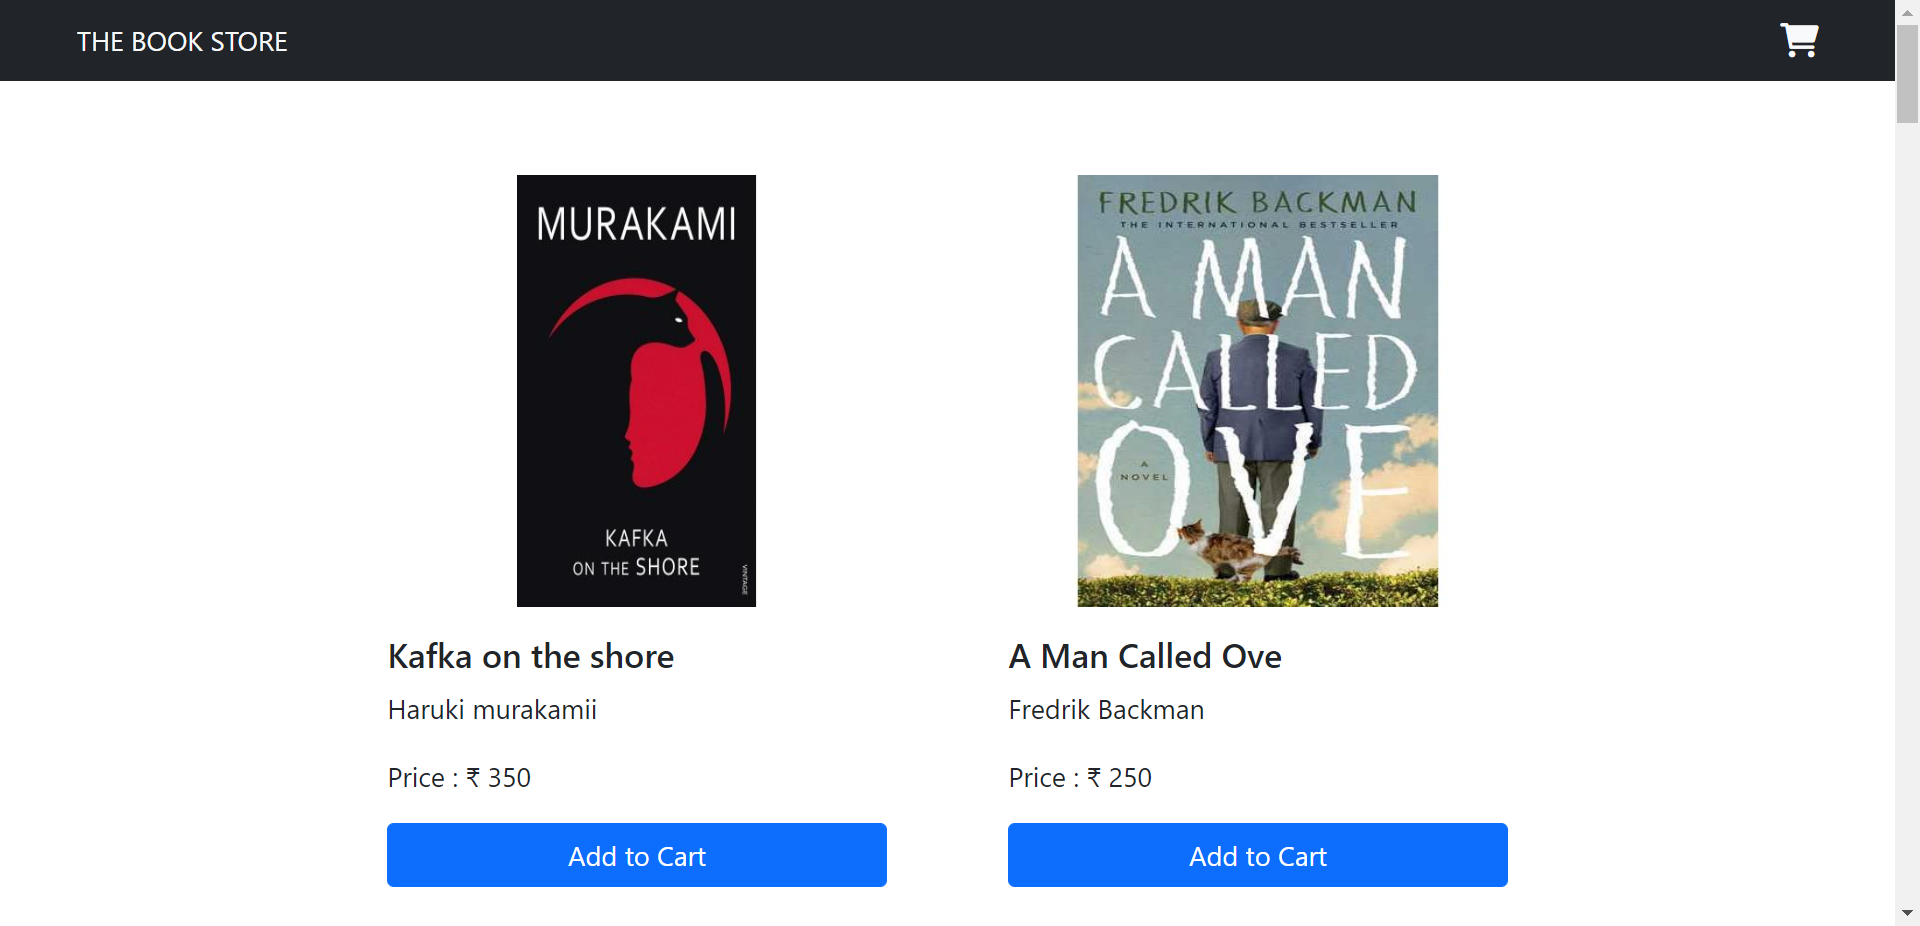 THE BOOK STORE
MURAKAMI
KAFKA
ON THE SHORE
VINTAGE
Kafka on the shore
Haruki murakamii
Price : ₹ 350
Add to Cart
FREDRIK BACKMAN
THE INTERNATIONAL BESTSELLER
A MAN
CALLED
OVE
A
NOVEL
A Man Called Ove
Fredrik Backman
Price : ₹ 250
Add to Cart